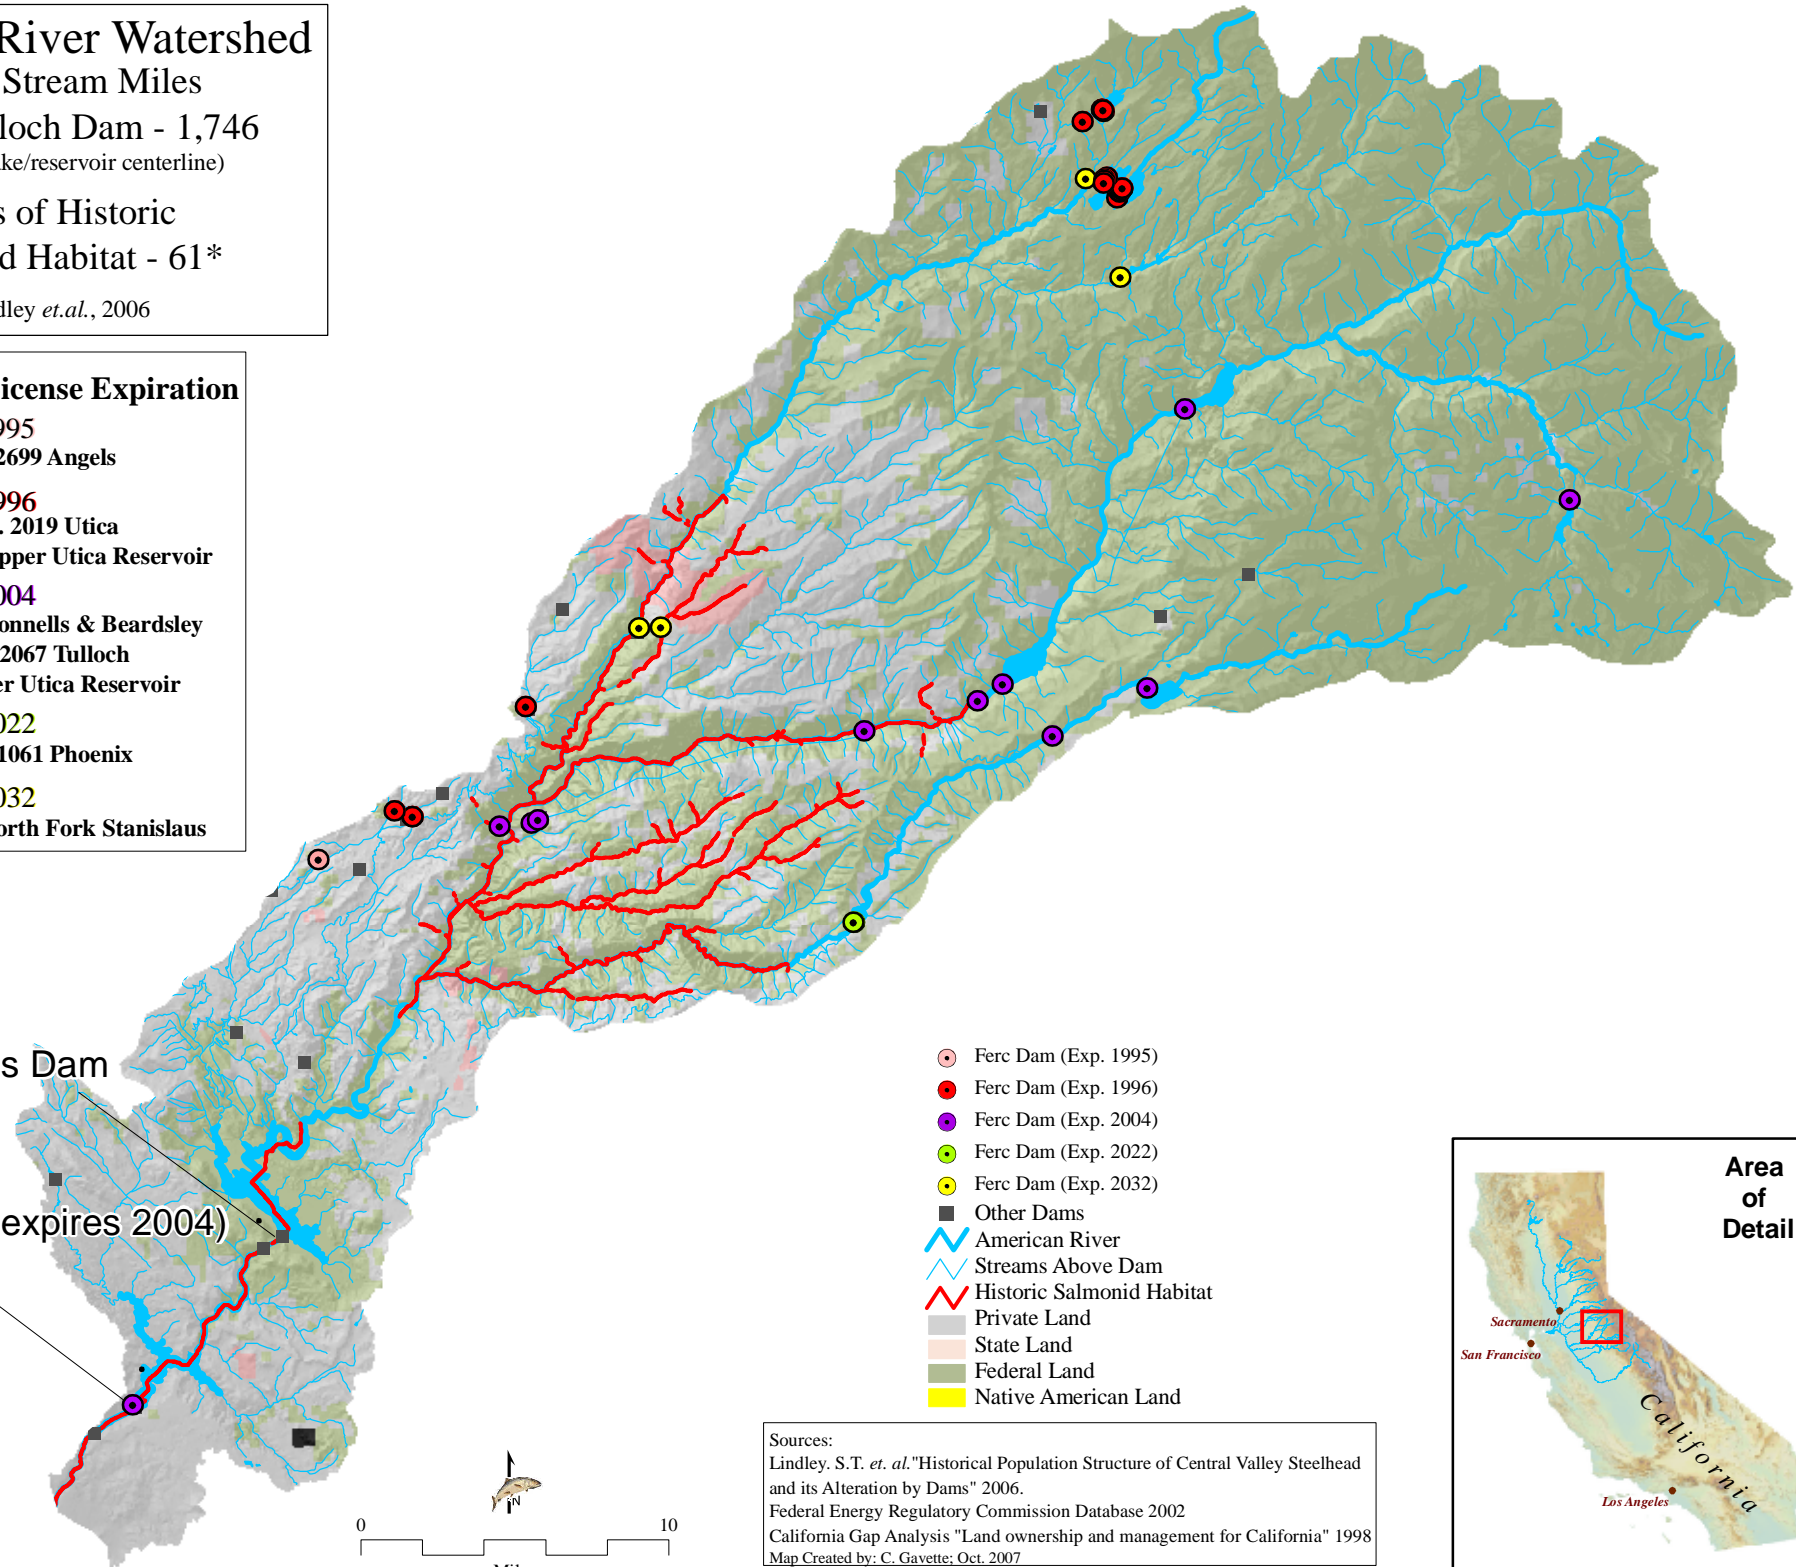 River Watershed
Stream Miles
loch Dam - 1,746
ke/reservoir centerline)
s of Historic
d Habitat - 61*
dley et.al., 2006
icense Expiration
995
2699 Angels
996
. 2019 Utica
pper Utica Reservoir
004
onnells & Beardsley
2067 Tulloch
er Utica Reservoir
022
1061 Phoenix
032
orth Fork Stanislaus
s Dam
expires 2004)
Ferc Dam (Exp. 1995)
Ferc Dam (Exp. 1996)
Ferc Dam (Exp. 2004)
Ferc Dam (Exp. 2022)
Ferc Dam (Exp. 2032)
Other Dams
American River
Streams Above Dam
Historic Salmonid Habitat
Private Land
State Land
Federal Land
Native American Land
Sources:
Lindley. S.T. et. al."Historical Population Structure of Central Valley Steelhead
and its Alteration by Dams" 2006.
Federal Energy Regulatory Commission Database 2002
California Gap Analysis "Land ownership and management for California" 1998
Map Created by: C. Gavette; Oct. 2007
N
0 10
Area
of
Detail
Sacramento
San Francisco
California
Los Angeles